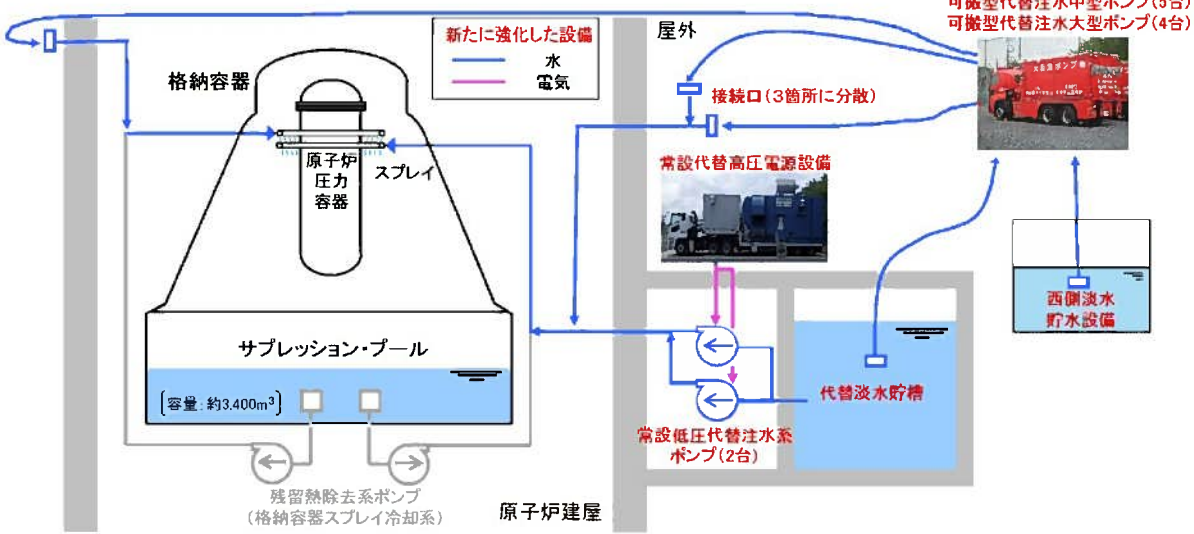 可搬型代替注水中型ポンプ(5台)
可搬型代替注水大型ポンプ(4台)
新たに強化した設備
水
電気
屋外
格納容器
接続口(3箇所に分散)
原子炉
圧力
容器
スプレイ
常設代替高圧電源設備
西側淡水
貯水設備
サプレッション・プール
容量:約3.400m³
代替淡水貯槽
常設低圧代替注水系
ポンプ(2台)
残留熱除去系ポンプ
(格納容器スプレイ冷却系)
原子炉建屋